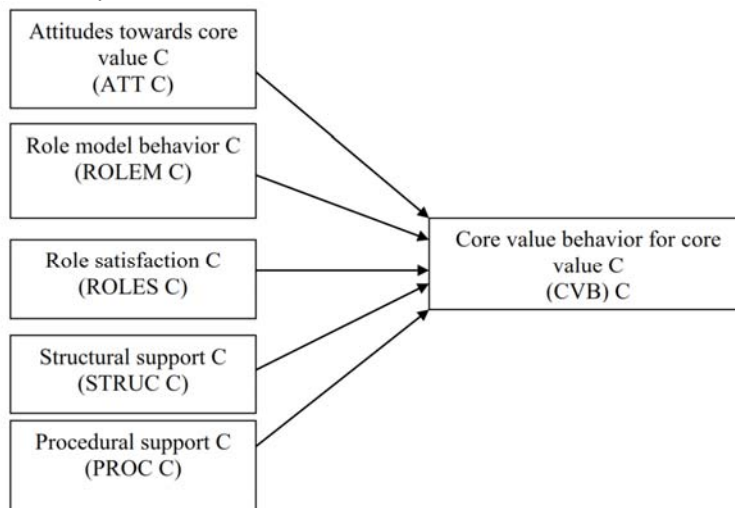 Attitudes towards core
value C
(ATT C)
Role model behavior C
(ROLEM C)
Role satisfaction C
(ROLES C)
Structural support C
(STRUC C)
Procedural support C
(PROC C)
Core value behavior for core
value C
(CVB) C